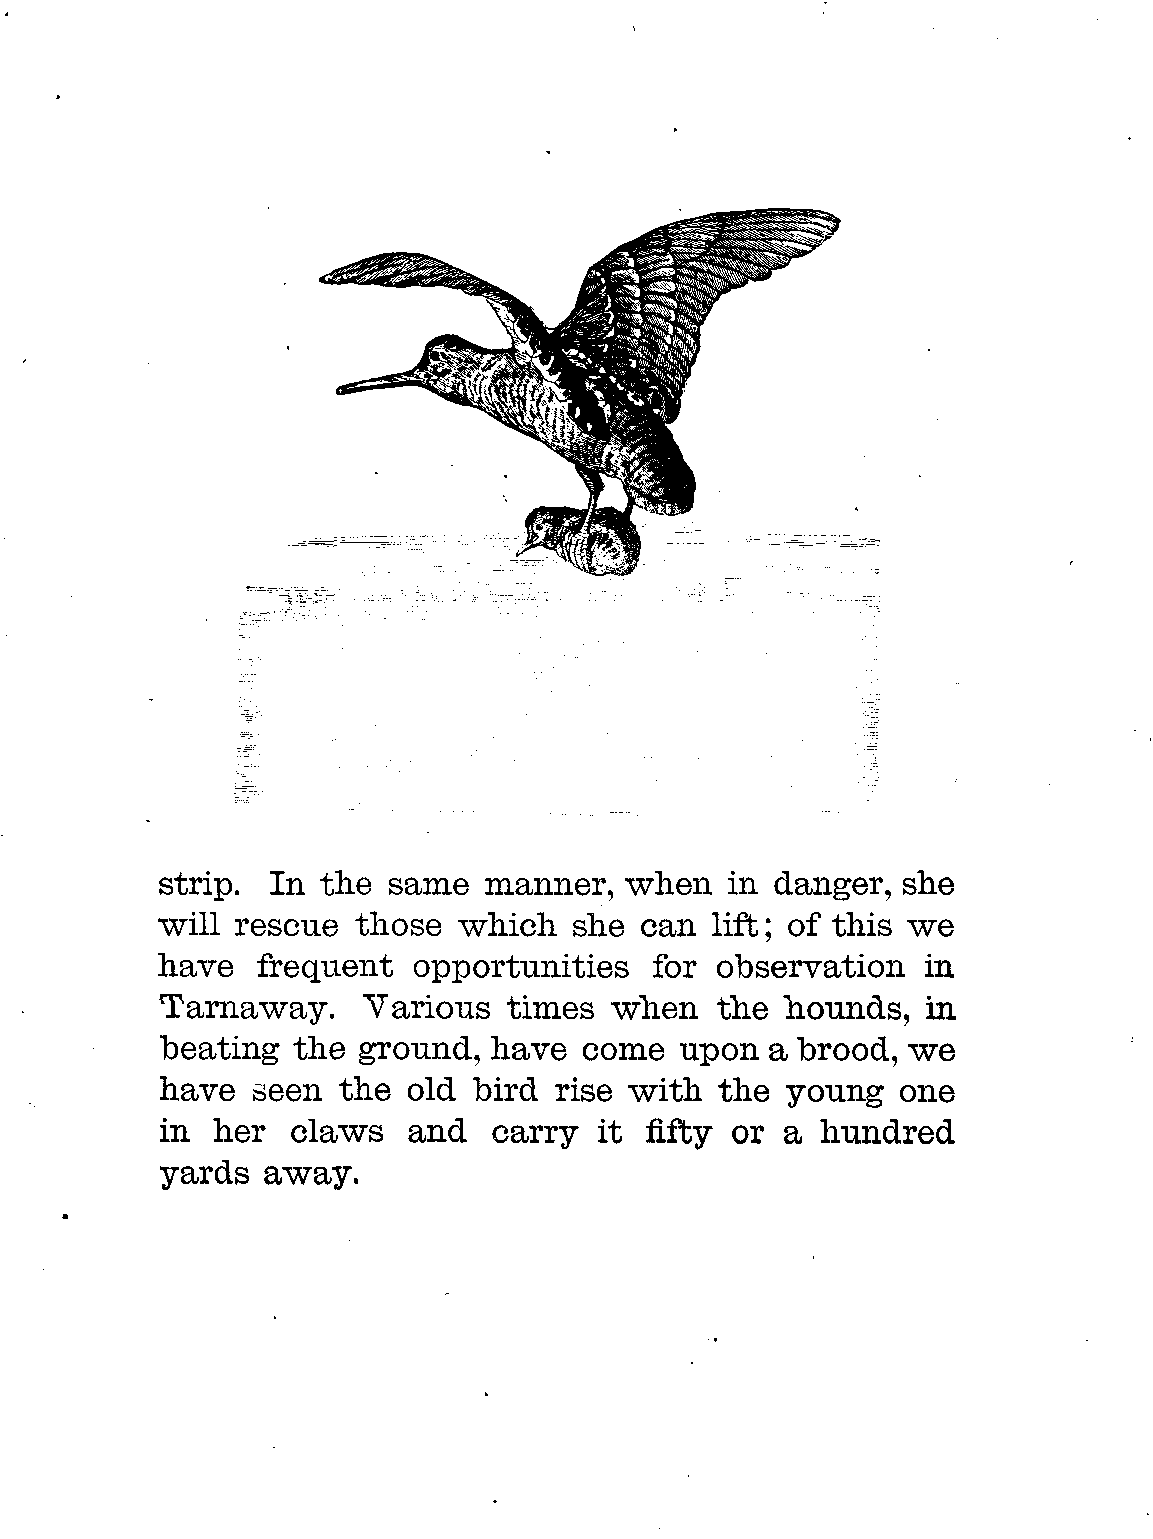 strip. In the same manner, when in danger, she
will rescue those which she can lift; of this we
have frequent opportunities for observation in
Tarnaway. Various times when the hounds, in
beating the ground, have come upon a brood, we
have seen the old bird rise with the young one
in her claws and carry it fifty or a hundred
yards away.